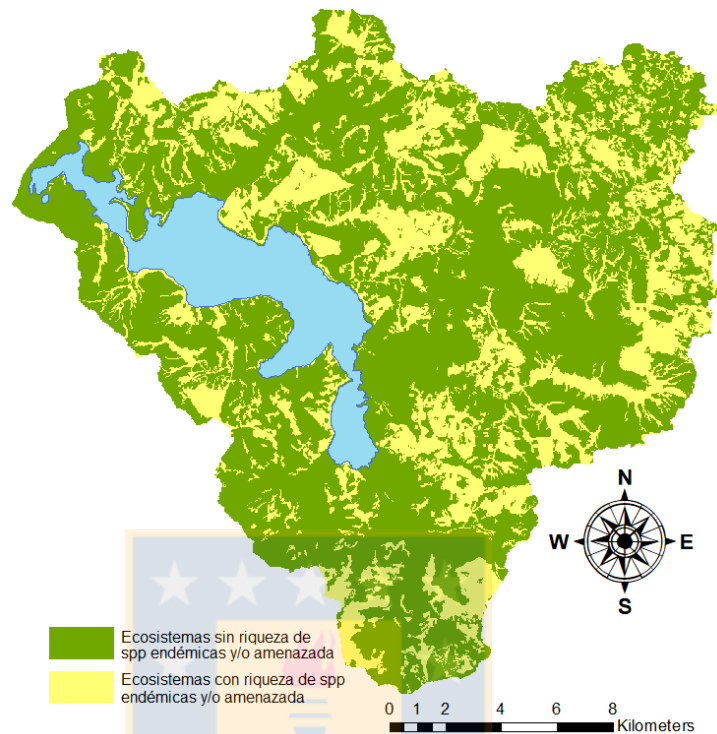 N
W E
S
Ecosistemas sin riqueza de
spp endémicas y/o amenazada
Ecosistemas con riqueza de spp
endémicas y/o amenazada
0 1 2 4 6 8
Kilometers